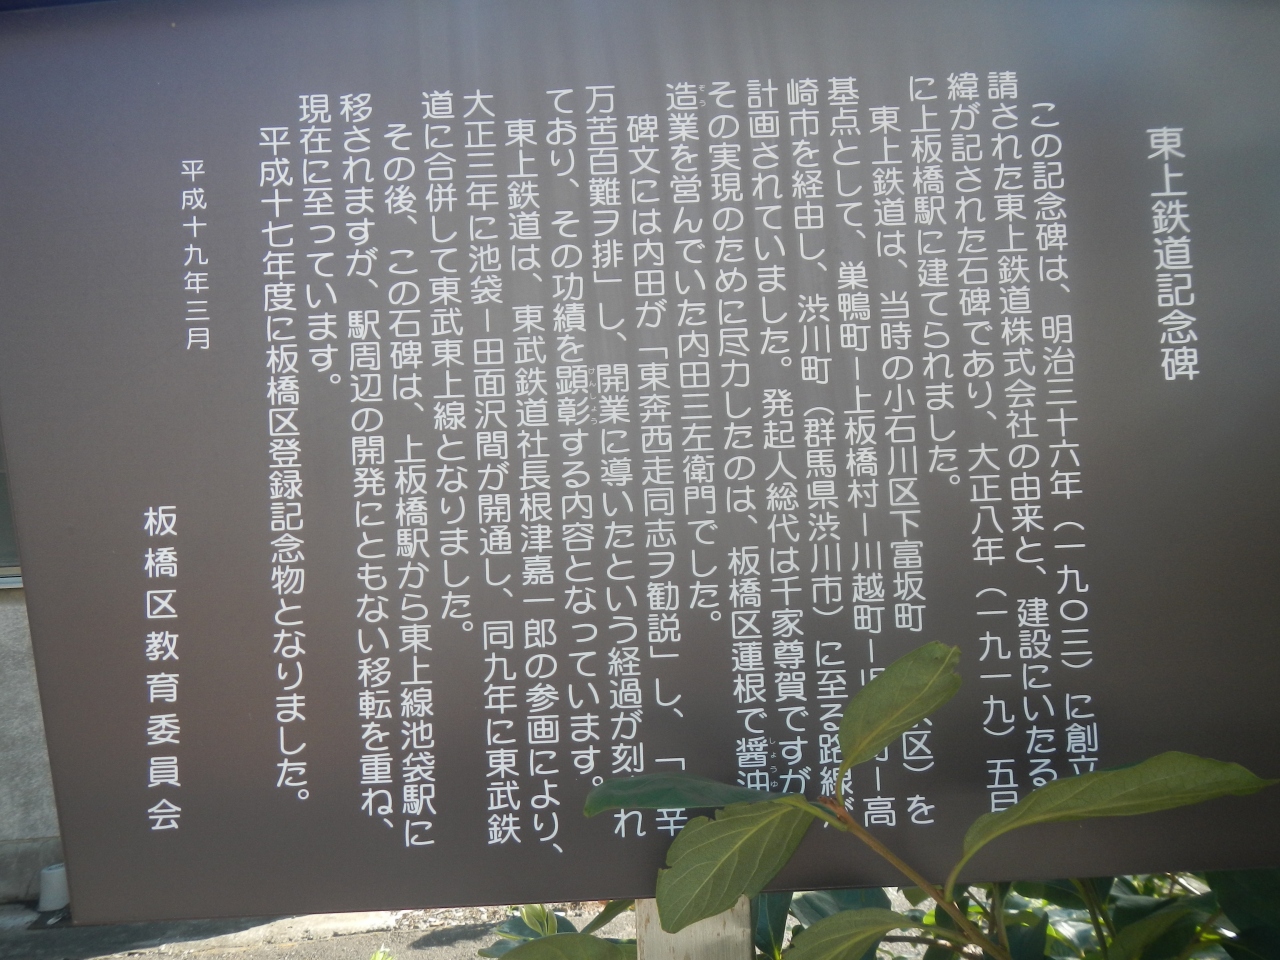 東上鉄道記念碑
この記念碑は、明治三十六年(一九〇三)に創立
請された東上鉄道株式会社の由来と、建設にいたる
緯が記された石碑であり、大正八年(一九一九)五月
に上板橋駅に建てられました。
東上鉄道は、当時の小石川区下富坂町 区)を
基点として、巣鴨町ー上板橋村ー川越町ー 町ー高
崎市を経由し、渋川町(群馬県渋川市)に至る路線が
計画されていました。発起人総代は千家尊賀ですが
その実現のために尽力したのは、板橋区蓮根で醤油
造業を営んでいた内田三左衛門でした。
碑文には内田が「東奔西走同志ヲ勧説」し、「 辛
万苦百難ヲ排」し、開業に導いたという経過が刻 れ
ており、その功績を顕彰する内容となっています。
東上鉄道は、東武鉄道社長根津嘉一郎の参画により、
大正三年に池袋ー田面沢間が開通し、同九年に東武鉄
道に合併して東武東上線となりました。
その後、この石碑は、上板橋駅から東上線池袋駅に
移されますが、駅周辺の開発にともない移転を重ね、
現在に至っています。
平成十七年度に板橋区登録記念物となりました。
平成十九年三月
板橋区教育委員会